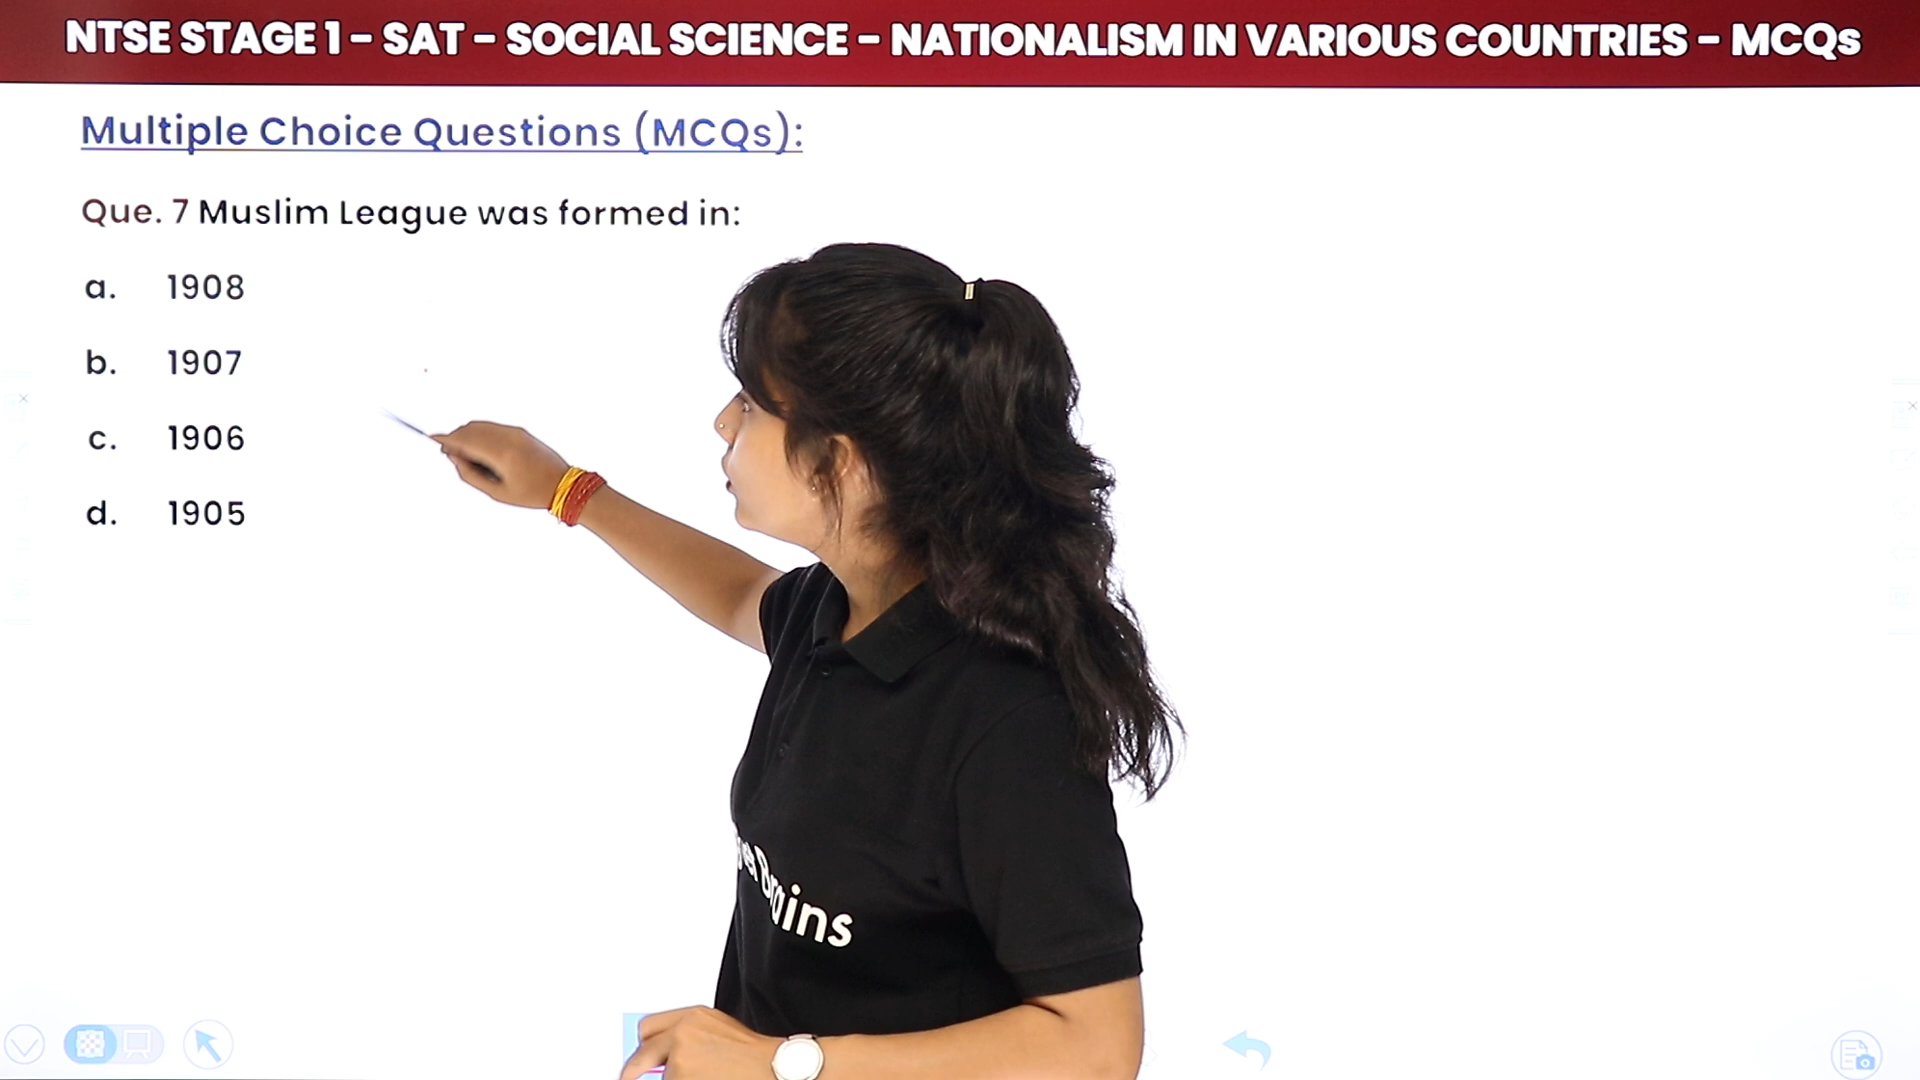 NTSE STAGE 1 - SAT - SOCIAL SCIENCE - NATIONALISM IN VARIOUS COUNTRIES - MCQs
Multiple Choice Questions (MCQs):
Que. 7 Muslim League was formed in:
a. 1908
b. 1907
c. 1906
d. 1905
Brains